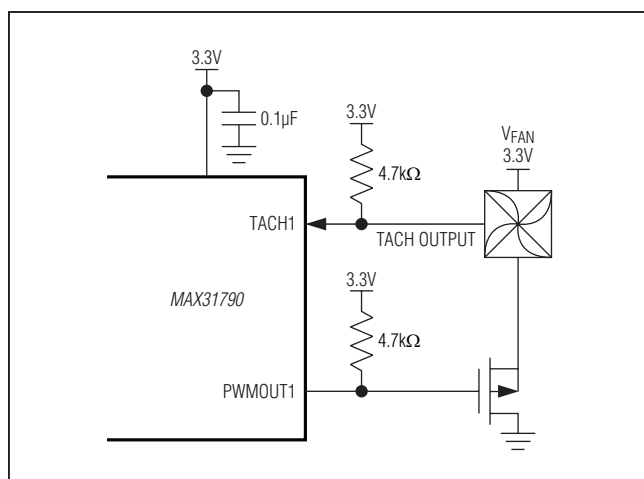 3.3V
0.1µF
3.3V
4.7kΩ
VFAN
3.3V
TACH1
TACH OUTPUT
MAX31790
3.3V
4.7kΩ
PWMOUT1